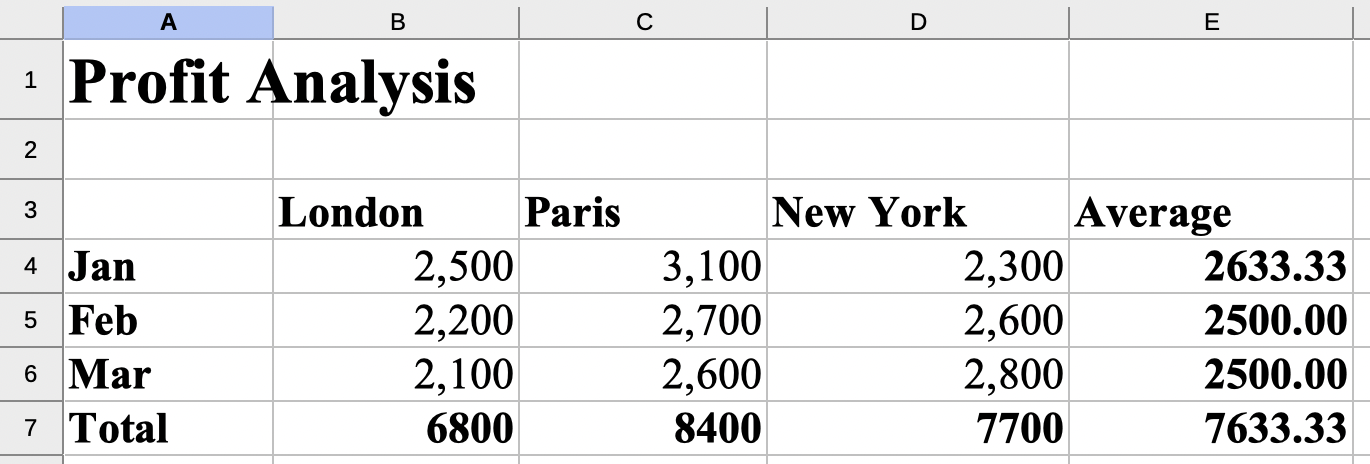 A B C D E
1 Profit Analysis
2
3 London Paris New York Average
4 Jan 2,500 3,100 2,300 2633.33
5 Feb 2,200 2,700 2,600 2500.00
6 Mar 2,100 2,600 2,800 2500.00
7 Total 6800 8400 7700 7633.33